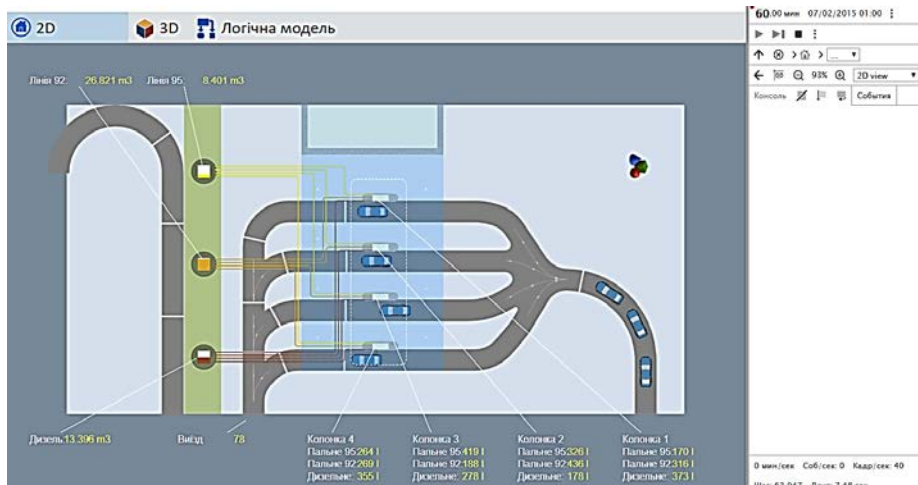 2D
3D
Логічна модель
60.00 мин 07/02/2015 01:00
93% 2D view
Консоль События
Лінія 92: 26.821 m3 Лінія 95: 8.401 m3
Дизель: 13.396 m3 Виїзд 78
Колонка 4 Колонка 3 Колонка 2 Колонка 1
Пальне 95: 264 l Пальне 95: 419 l Пальне 95: 326 l Пальне 95: 170 l
Пальне 92: 269 l Пальне 92: 188 l Пальне 92: 436 l Пальне 92: 316 l
Дизельне: 355 l Дизельне: 278 l Дизельне: 178 l Дизельне: 373 l
0 мин/сек Соб/сек: 0 Кадр/сек: 40